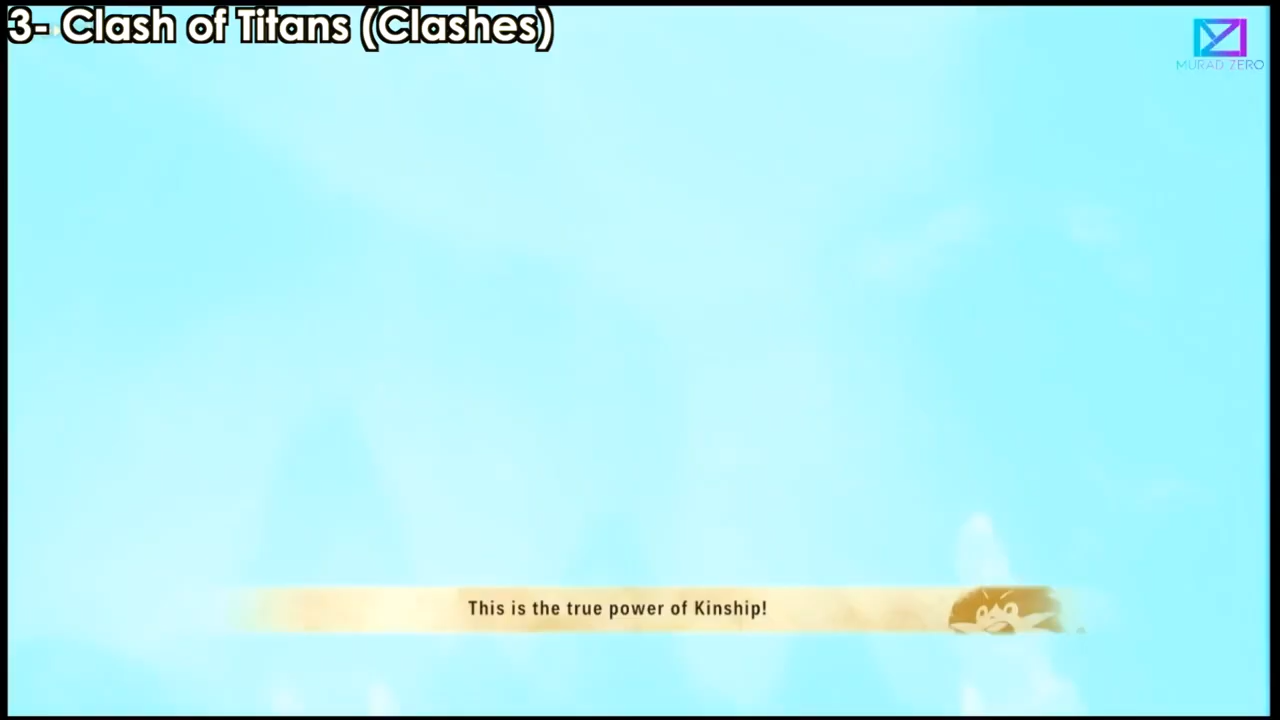 3- Clash of Titans (Clashes)
MURAD ZERO
This is the true power of Kinship!